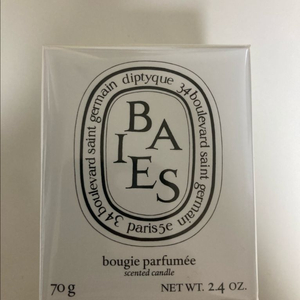 diptyque 34 boulevard saint germain paris5e 34 boulevard saint germain
BA
IES
bougie parfumée
scented candle
70 g
NET WT. 2.4 OZ.